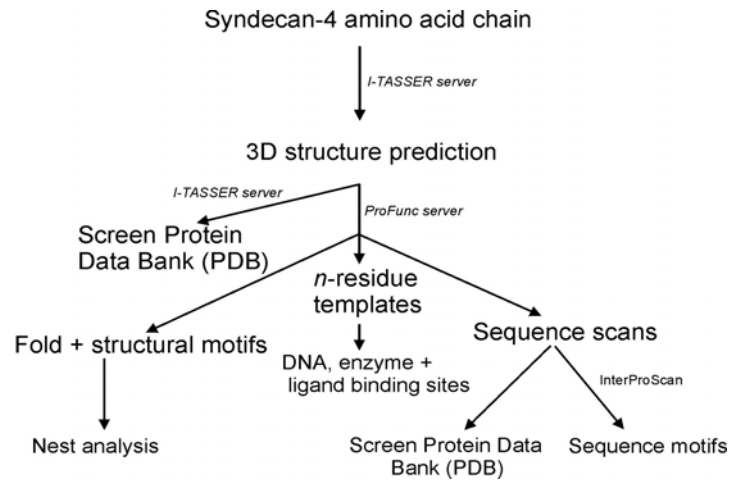 Syndecan-4 amino acid chain
I-TASSER server
3D structure prediction
I-TASSER server
ProFunc server
Screen Protein
Data Bank (PDB)
n-residue
templates
Fold + structural motifs
Sequence scans
DNA, enzyme +
ligand binding sites
InterProScan
Nest analysis
Screen Protein Data
Bank (PDB)
Sequence motifs